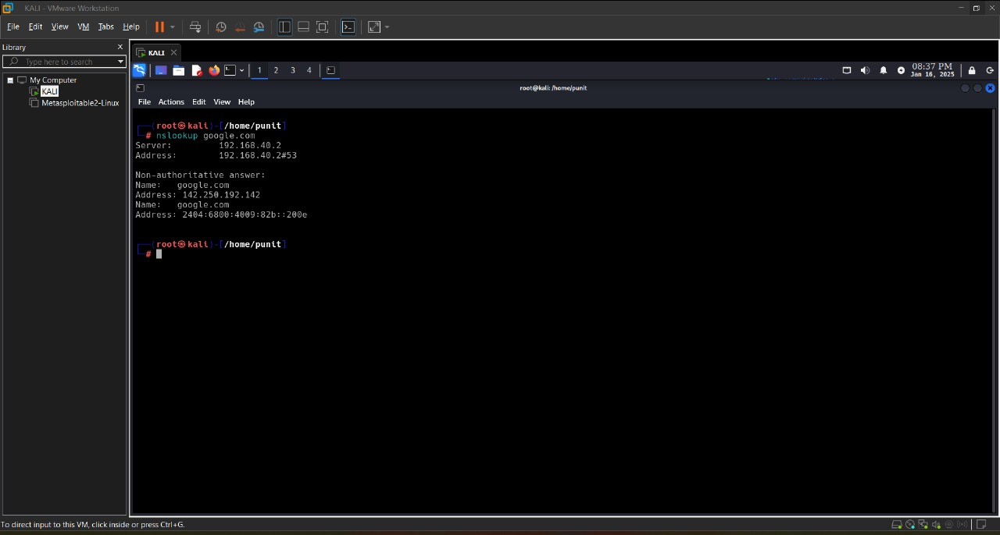 KALI - VMware Workstation
File Edit View VM Tabs Help
Library
Type here to search
My Computer
KALI
Metasploitable2-Linux
KALI
1 2 3 4
08:37 PM
Jan 16, 2025
root@kali: /home/punit
File Actions Edit View Help
(root㉿kali)-[/home/punit]
# nslookup google.com
Server: 192.168.40.2
Address: 192.168.40.2#53
Non-authoritative answer:
Name: google.com
Address: 142.250.192.142
Name: google.com
Address: 2404:6800:4009:82b::200e
(root㉿kali)-[/home/punit]
#
To direct input to this VM, click inside or press Ctrl+G.